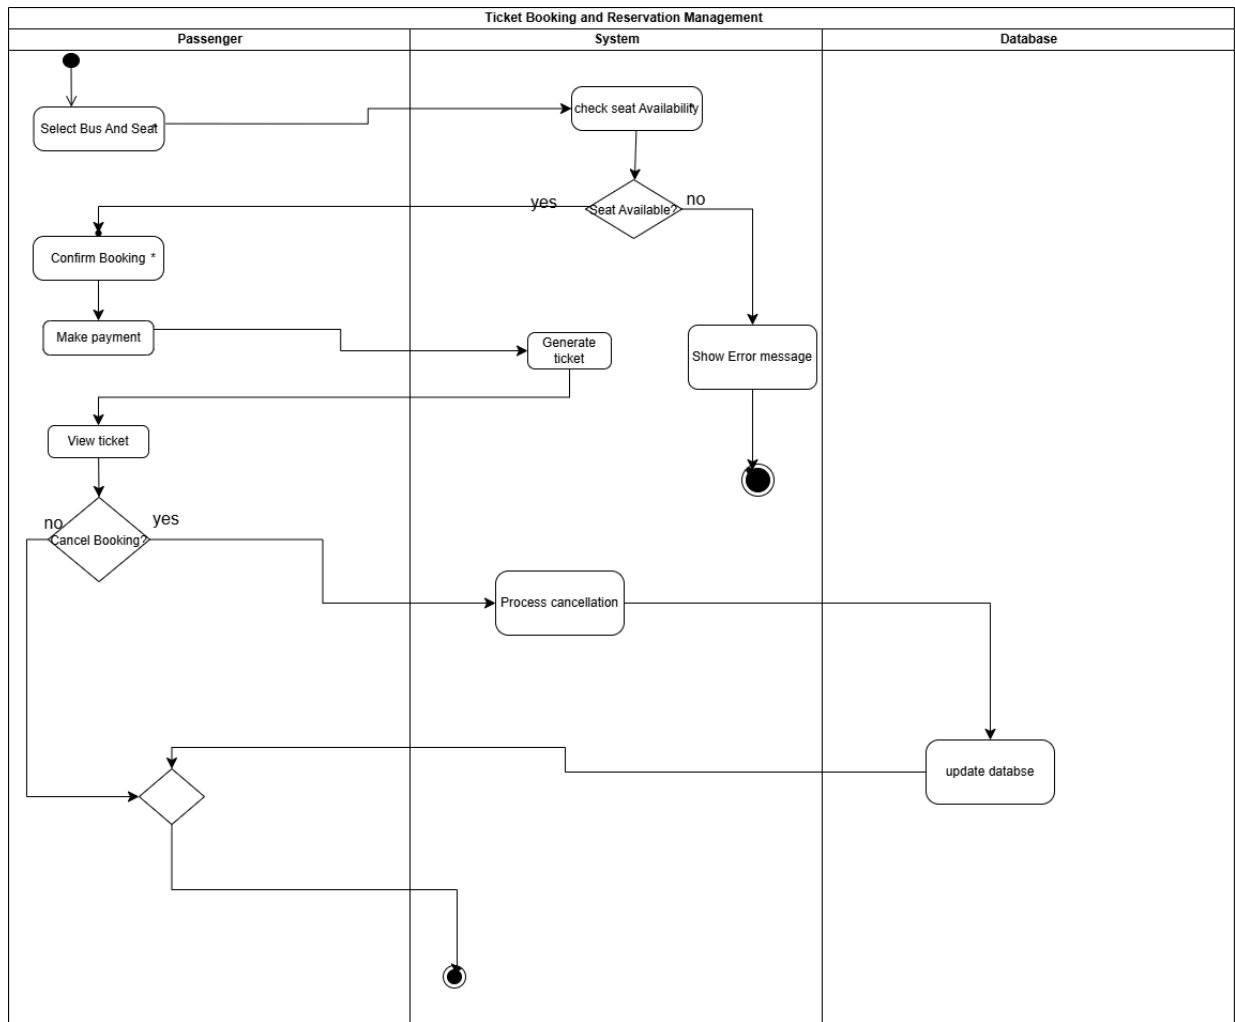 Ticket Booking and Reservation Management
Passenger
System
Database
Select Bus And Seat
check seat Availability
yes
Seat Available?
no
Confirm Booking *
Make payment
Generate
ticket
Show Error message
View ticket
no
yes
Cancel Booking?
Process cancellation
update databse